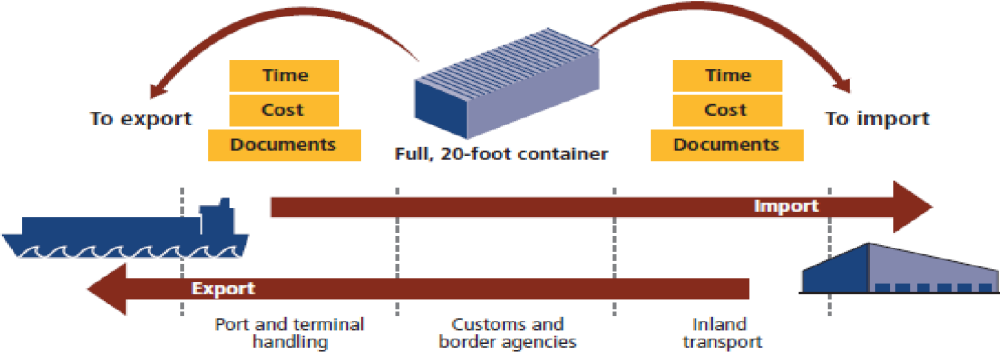 Time
Cost
Documents
To export
Full, 20-foot container
Time
Cost
Documents
To import
Import
Export
Port and terminal
handling
Customs and
border agencies
Inland
transport